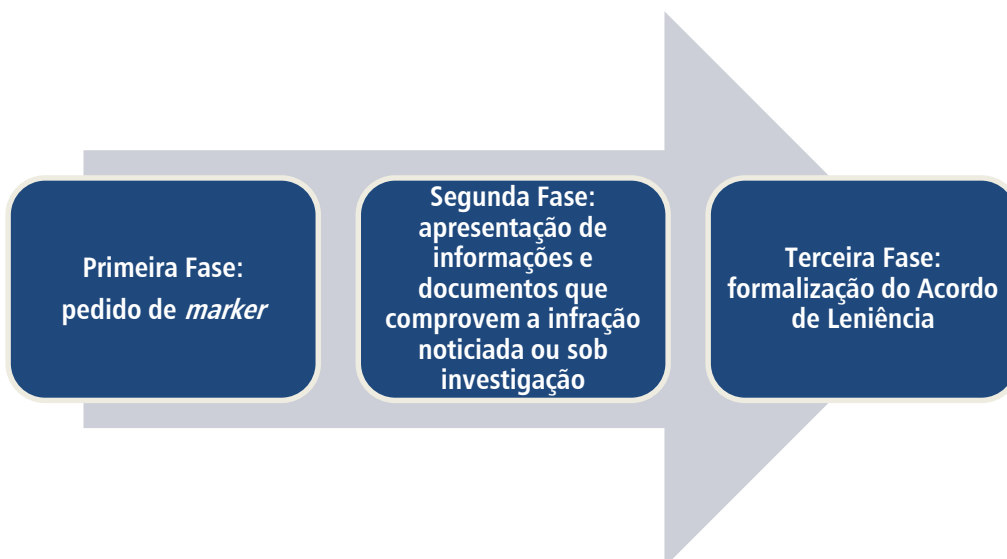 Primeira Fase:
pedido de marker
Segunda Fase:
apresentação de
informações e
documentos que
comprovem a infração
noticiada ou sob
investigação
Terceira Fase:
formalização do Acordo
de Leniência